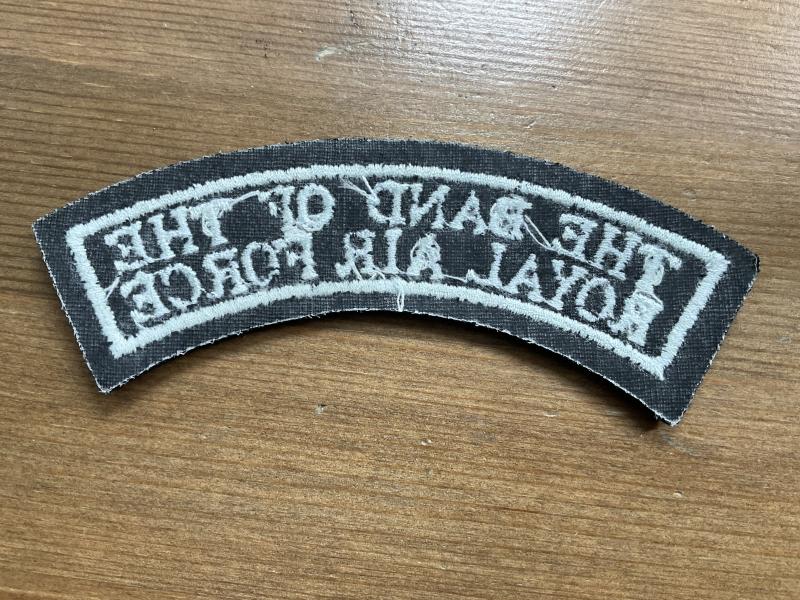 THE BAND OF THE
ROYAL AIR FORCE